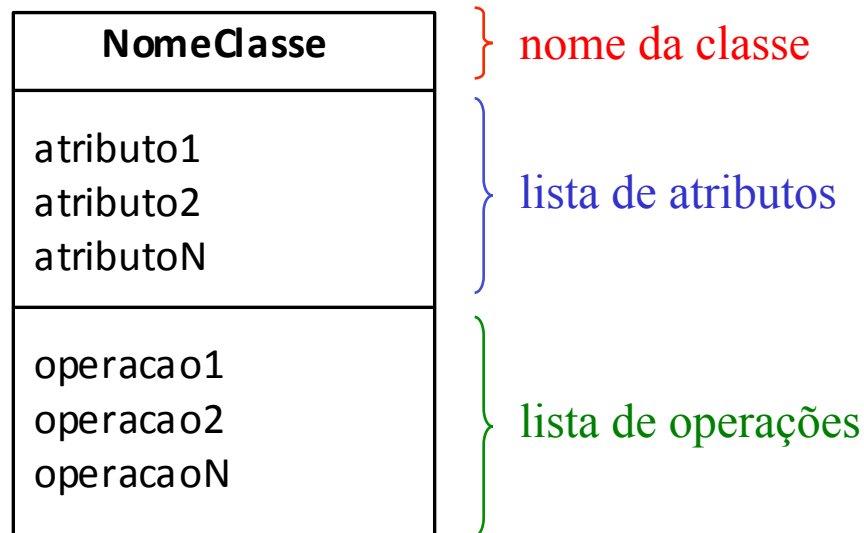 NomeClasse
nome da classe
atributo1
atributo2
atributoN
lista de atributos
operacao1
operacao2
operacaoN
lista de operações